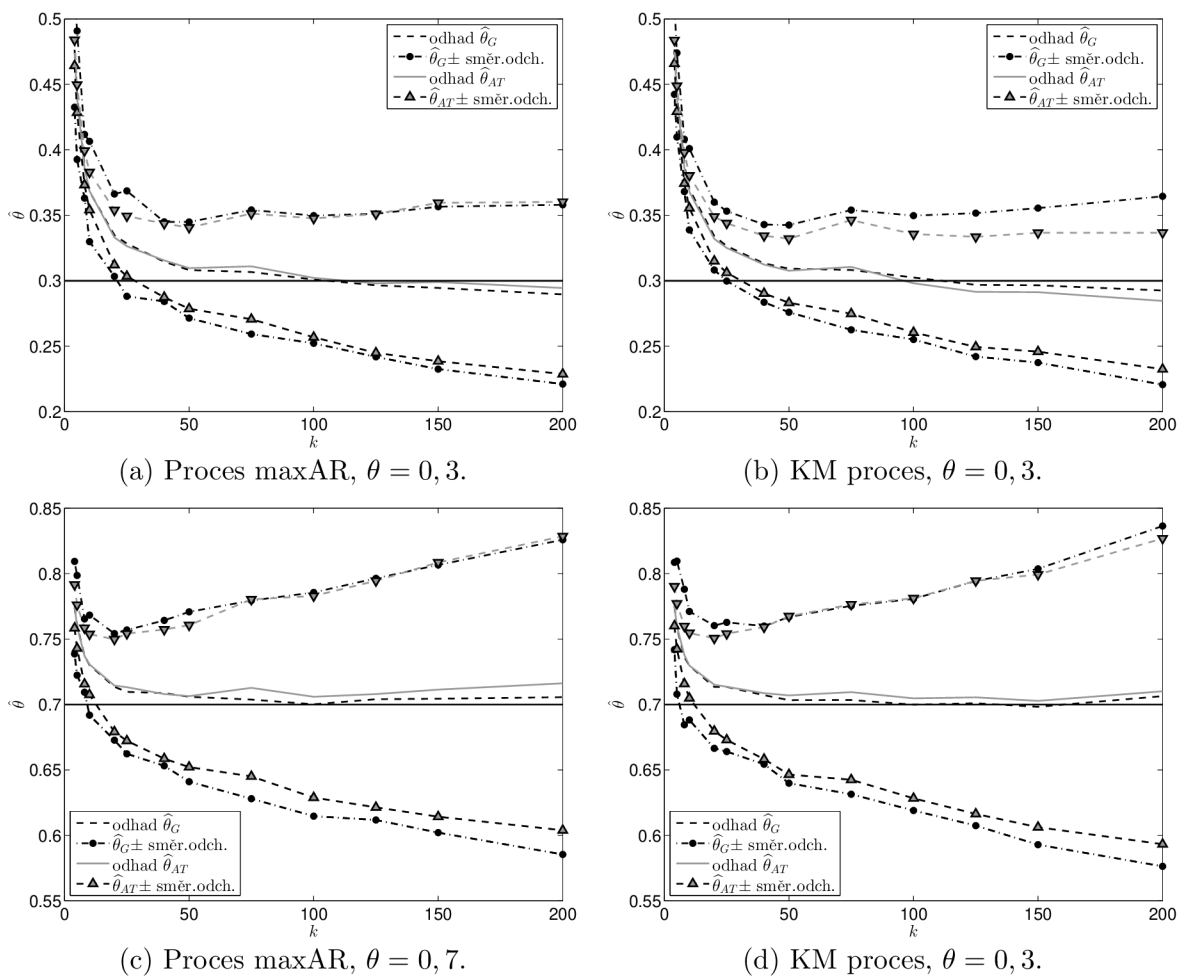 0.5
0.45
0.4
0.35
0.3
0.25
0.2
θ̂
0 50 100 150 200
k
odhad θ̂_G
θ̂_G ± směr.odch.
odhad θ̂_AT
θ̂_AT ± směr.odch.
(a) Proces maxAR, θ = 0, 3.
0.5
0.45
0.4
0.35
0.3
0.25
0.2
θ̂
0 50 100 150 200
k
odhad θ̂_G
θ̂_G ± směr.odch.
odhad θ̂_AT
θ̂_AT ± směr.odch.
(b) KM proces, θ = 0, 3.
0.85
0.8
0.75
0.7
0.65
0.6
0.55
θ̂
0 50 100 150 200
k
odhad θ̂_G
θ̂_G ± směr.odch.
odhad θ̂_AT
θ̂_AT ± směr.odch.
(c) Proces maxAR, θ = 0, 7.
0.85
0.8
0.75
0.7
0.65
0.6
0.55
θ̂
0 50 100 150 200
k
odhad θ̂_G
θ̂_G ± směr.odch.
odhad θ̂_AT
θ̂_AT ± směr.odch.
(d) KM proces, θ = 0, 3.